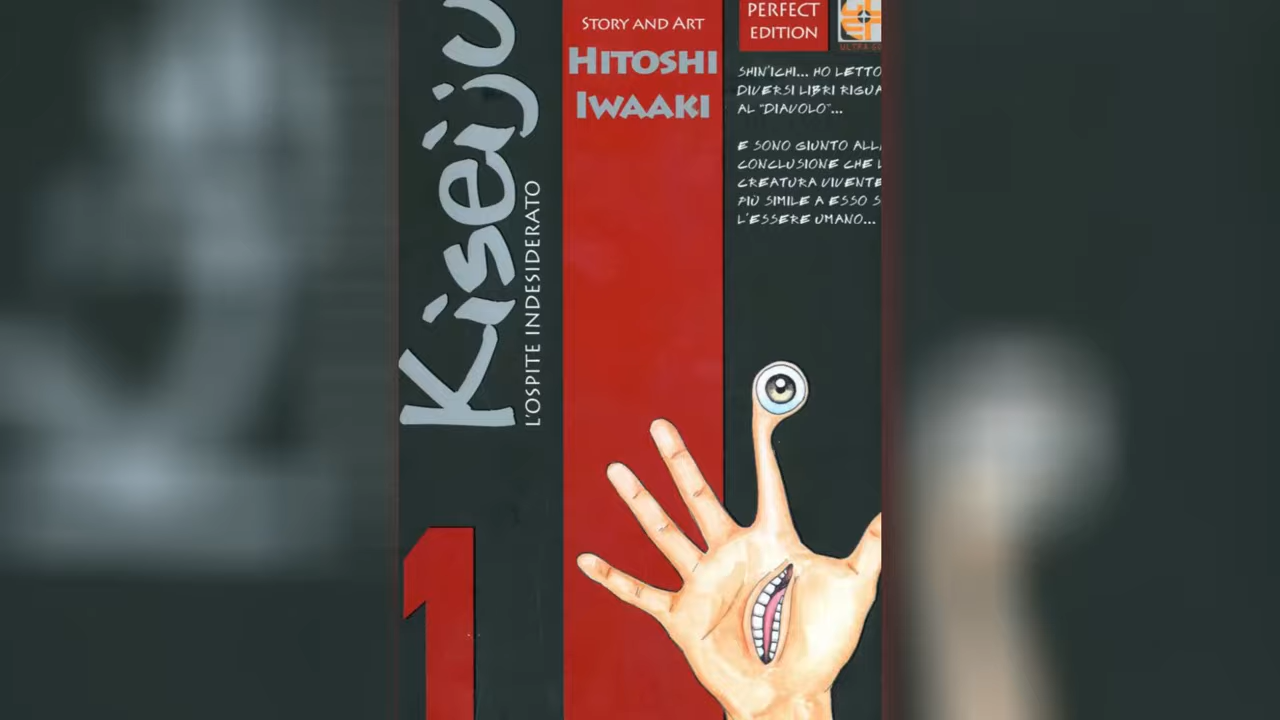 Kiseiju
L'OSPITE INDESIDERATO
1
STORY AND ART
HITOSHI
IWAAKI
PERFECT
EDITION
SHIN'ICHI... HO LETTO
DIVERSI LIBRI RIGUA
AL "DIAVOLO"...
E SONO GIUNTO ALL
CONCLUSIONE CHE L
CREATURA VIVENTE
PIÙ SIMILE A ESSO S
L'ESSERE UMANO...